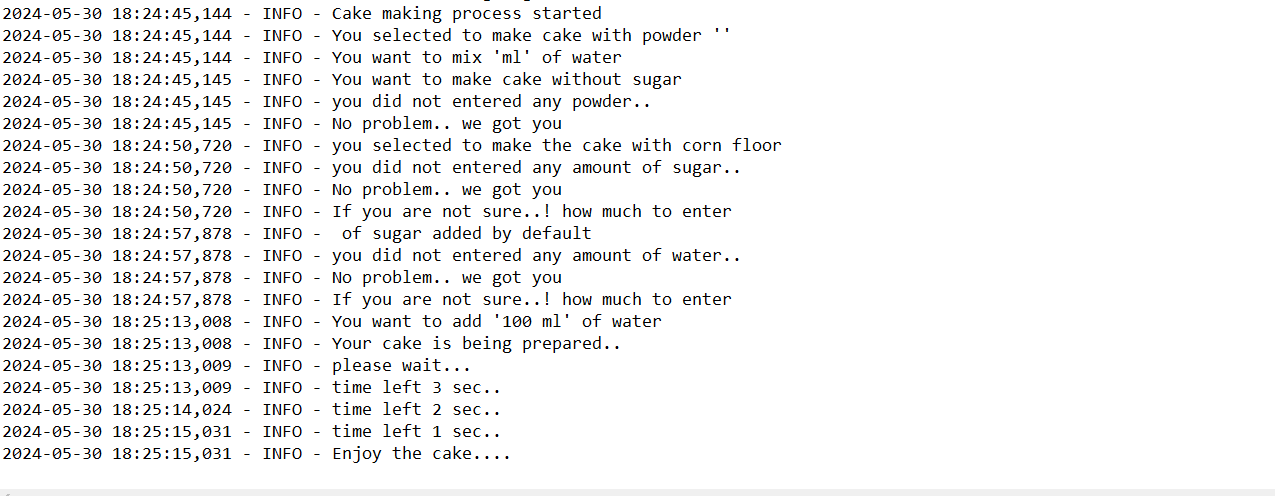 2024-05-30 18:24:45,144 - INFO - Cake making process started
2024-05-30 18:24:45,144 - INFO - You selected to make cake with powder ''
2024-05-30 18:24:45,144 - INFO - You want to mix 'ml' of water
2024-05-30 18:24:45,145 - INFO - You want to make cake without sugar
2024-05-30 18:24:45,145 - INFO - you did not entered any powder..
2024-05-30 18:24:45,145 - INFO - No problem.. we got you
2024-05-30 18:24:50,720 - INFO - you selected to make the cake with corn floor
2024-05-30 18:24:50,720 - INFO - you did not entered any amount of sugar..
2024-05-30 18:24:50,720 - INFO - No problem.. we got you
2024-05-30 18:24:50,720 - INFO - If you are not sure..! how much to enter
2024-05-30 18:24:57,878 - INFO -  of sugar added by default
2024-05-30 18:24:57,878 - INFO - you did not entered any amount of water..
2024-05-30 18:24:57,878 - INFO - No problem.. we got you
2024-05-30 18:24:57,878 - INFO - If you are not sure..! how much to enter
2024-05-30 18:25:13,008 - INFO - You want to add '100 ml' of water
2024-05-30 18:25:13,008 - INFO - Your cake is being prepared..
2024-05-30 18:25:13,009 - INFO - please wait...
2024-05-30 18:25:13,009 - INFO - time left 3 sec..
2024-05-30 18:25:14,024 - INFO - time left 2 sec..
2024-05-30 18:25:15,031 - INFO - time left 1 sec..
2024-05-30 18:25:15,031 - INFO - Enjoy the cake....